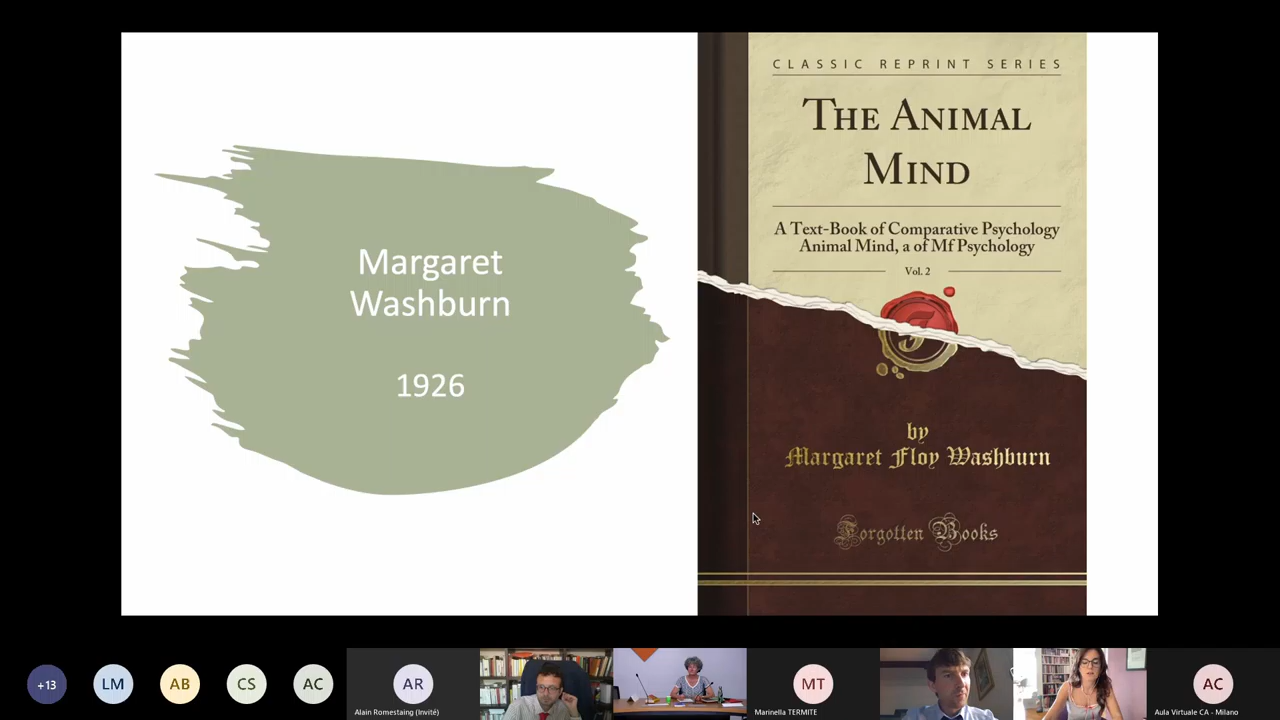 Margaret
Washburn
1926
CLASSIC REPRINT SERIES
THE ANIMAL
MIND
A Text-Book of Comparative Psychology
Animal Mind, a of Mf Psychology
Vol. 2
by
Margaret Floy Washburn
Forgotten Books
+13
LM
AB
CS
AC
AR
Alain Romestaing (Invité)
MT
Marinella TERMITE
AC
Aula Virtuale CA - Milano